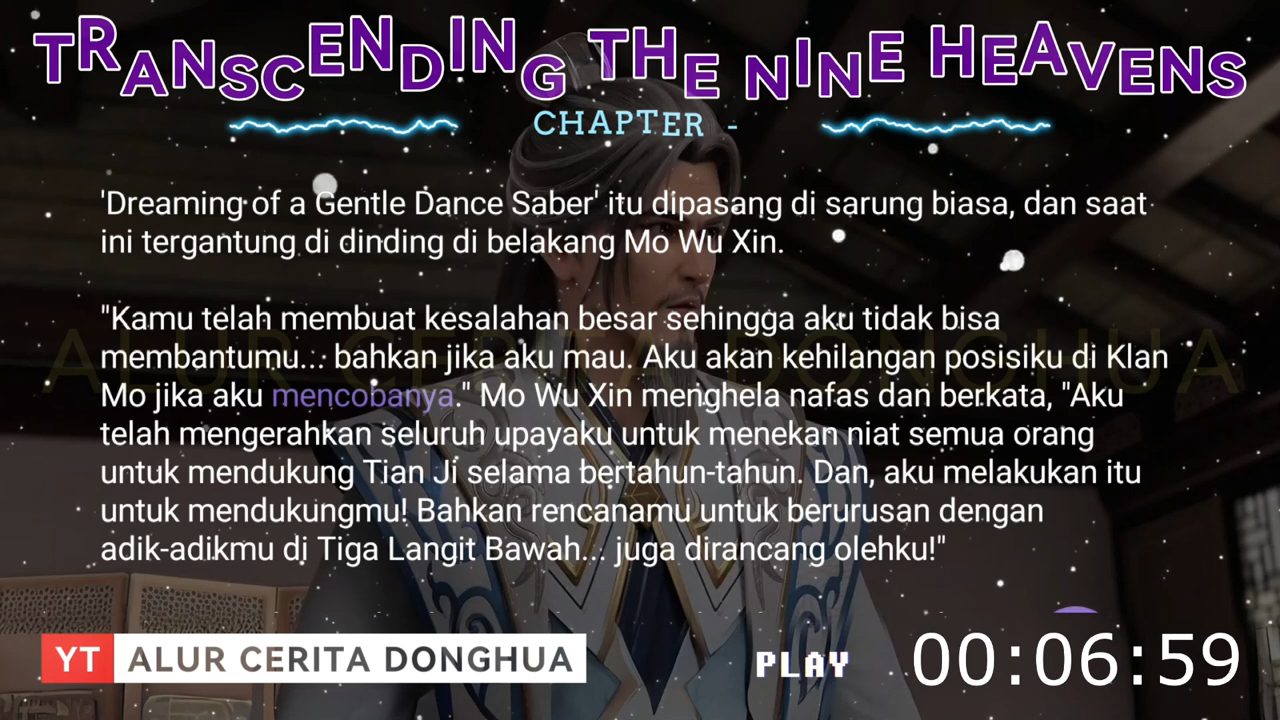 TRANSCENDING THE NINE HEAVENS
CHAPTER -
'Dreaming of a Gentle Dance Saber' itu dipasang di sarung biasa, dan saat
ini tergantung di dinding di belakang Mo Wu Xin.
"Kamu telah membuat kesalahan besar sehingga aku tidak bisa
membantumu... bahkan jika aku mau. Aku akan kehilangan posisiku di Klan
Mo jika aku mencobanya." Mo Wu Xin menghela nafas dan berkata, "Aku
telah mengerahkan seluruh upayaku untuk menekan niat semua orang
untuk mendukung Tian Ji selama bertahun-tahun. Dan, aku melakukan itu
untuk mendukungmu! Bahkan rencanamu untuk berurusan dengan
adik-adikmu di Tiga Langit Bawah... juga dirancang olehku!"
ALUR CERITA DONGHUA
YT ALUR CERITA DONGHUA
PLAY
00:06:59